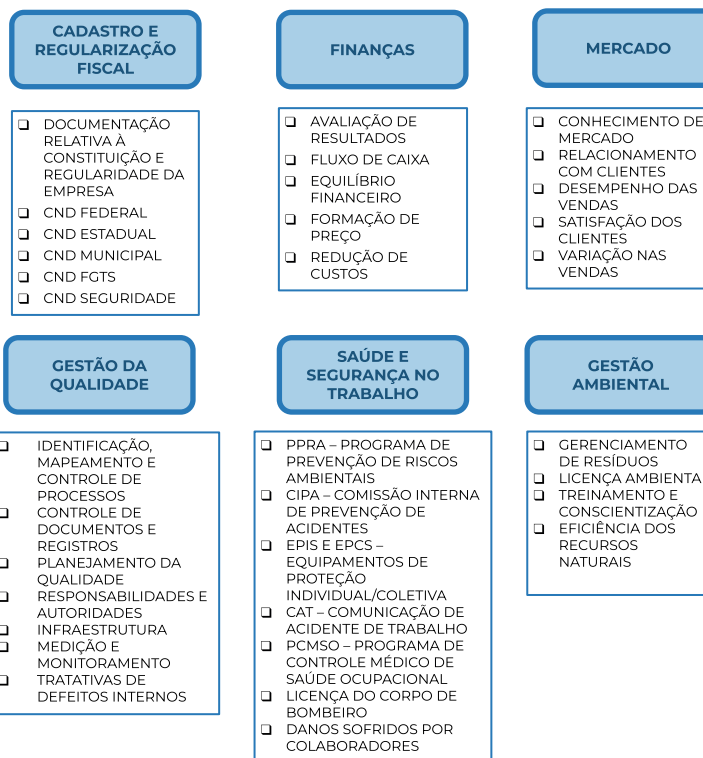 CADASTRO E
REGULARIZAÇÃO
FISCAL
❑ DOCUMENTAÇÃO
RELATIVA À
CONSTITUIÇÃO E
REGULARIDADE DA
EMPRESA
❑ CND FEDERAL
❑ CND ESTADUAL
❑ CND MUNICIPAL
❑ CND FGTS
❑ CND SEGURIDADE
FINANÇAS
❑ AVALIAÇÃO DE
RESULTADOS
❑ FLUXO DE CAIXA
❑ EQUILÍBRIO
FINANCEIRO
❑ FORMAÇÃO DE
PREÇO
❑ REDUÇÃO DE
CUSTOS
MERCADO
❑ CONHECIMENTO DE
MERCADO
❑ RELACIONAMENTO
COM CLIENTES
❑ DESEMPENHO DAS
VENDAS
❑ SATISFAÇÃO DOS
CLIENTES
❑ VARIAÇÃO NAS
VENDAS
GESTÃO DA
QUALIDADE
❑ IDENTIFICAÇÃO,
MAPEAMENTO E
CONTROLE DE
PROCESSOS
❑ CONTROLE DE
DOCUMENTOS E
REGISTROS
❑ PLANEJAMENTO DA
QUALIDADE
❑ RESPONSABILIDADES E
AUTORIDADES
❑ INFRAESTRUTURA
❑ MEDIÇÃO E
MONITORAMENTO
❑ TRATATIVAS DE
DEFEITOS INTERNOS
SAÚDE E
SEGURANÇA NO
TRABALHO
❑ PPRA – PROGRAMA DE
PREVENÇÃO DE RISCOS
AMBIENTAIS
❑ CIPA – COMISSÃO INTERNA
DE PREVENÇÃO DE
ACIDENTES
❑ EPIS E EPCS –
EQUIPAMENTOS DE
PROTEÇÃO
INDIVIDUAL/COLETIVA
❑ CAT – COMUNICAÇÃO DE
ACIDENTE DE TRABALHO
❑ PCMSO – PROGRAMA DE
CONTROLE MÉDICO DE
SAÚDE OCUPACIONAL
❑ LICENÇA DO CORPO DE
BOMBEIRO
❑ DANOS SOFRIDOS POR
COLABORADORES
GESTÃO
AMBIENTAL
❑ GERENCIAMENTO
DE RESÍDUOS
❑ LICENÇA AMBIENTA
❑ TREINAMENTO E
CONSCIENTIZAÇÃO
❑ EFICIÊNCIA DOS
RECURSOS
NATURAIS